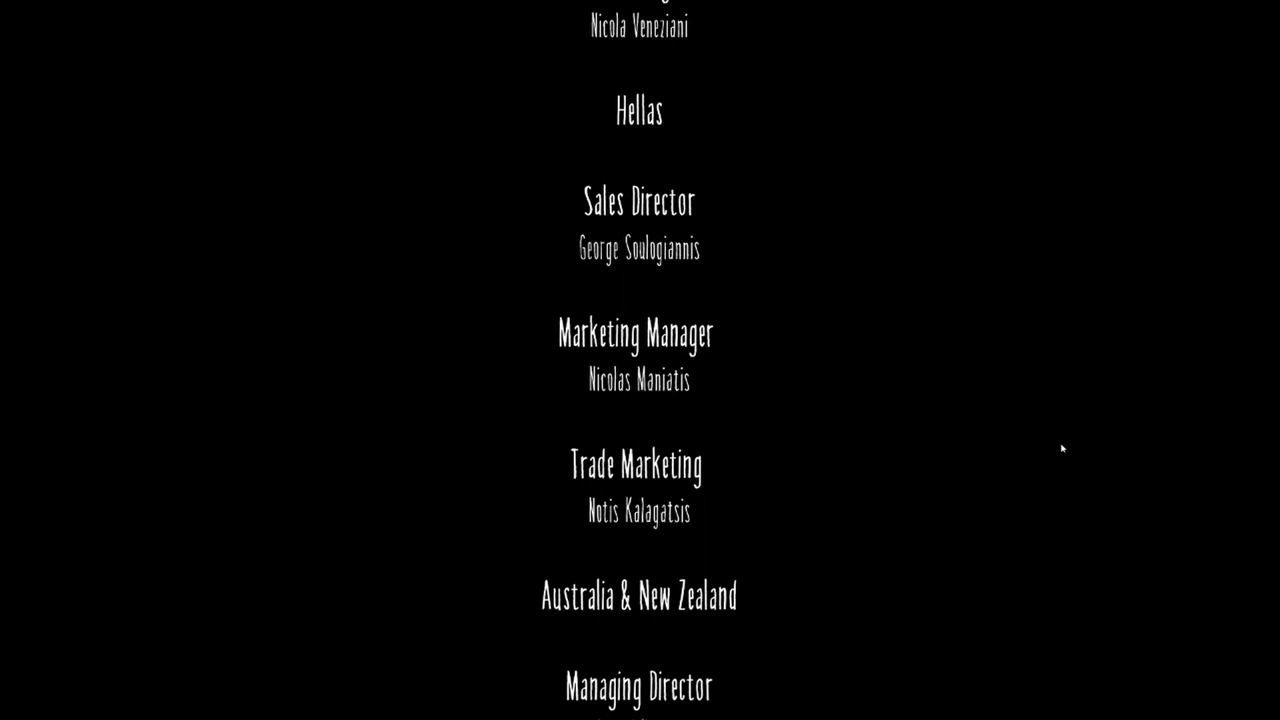 Nicola Veneziani
Hellas
Sales Director
George Soulogiannis
Marketing Manager
Nicolas Maniatis
Trade Marketing
Notis Kalagatsis
Australia & New Zealand
Managing Director